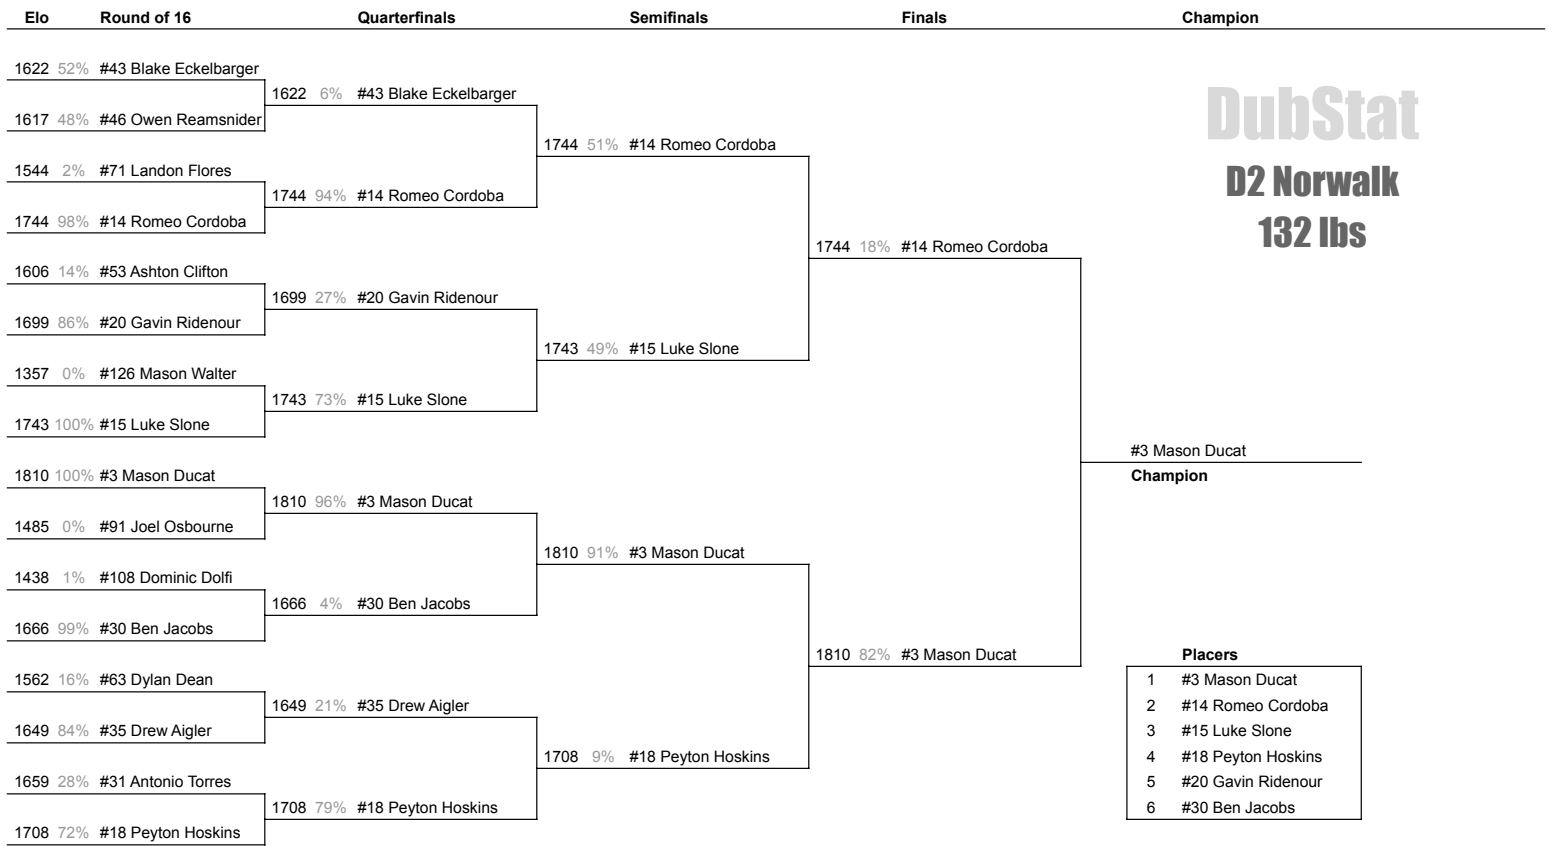 Elo Round of 16 Quarterfinals Semifinals Finals Champion
1622 52% #43 Blake Eckelbarger
1622 6% #43 Blake Eckelbarger
DubStat
1617 48% #46 Owen Reamsnider
1744 51% #14 Romeo Cordoba
1544 2% #71 Landon Flores
D2 Norwalk
1744 94% #14 Romeo Cordoba
1744 98% #14 Romeo Cordoba
132 lbs
1744 18% #14 Romeo Cordoba
1606 14% #53 Ashton Clifton
1699 27% #20 Gavin Ridenour
1699 86% #20 Gavin Ridenour
1743 49% #15 Luke Slone
1357 0% #126 Mason Walter
1743 73% #15 Luke Slone
1743 100% #15 Luke Slone
#3 Mason Ducat
1810 100% #3 Mason Ducat
Champion
1810 96% #3 Mason Ducat
1485 0% #91 Joel Osbourne
1810 91% #3 Mason Ducat
1438 1% #108 Dominic Dolfi
1666 4% #30 Ben Jacobs
1666 99% #30 Ben Jacobs
1810 82% #3 Mason Ducat
Placers
1562 16% #63 Dylan Dean
1 #3 Mason Ducat
1649 21% #35 Drew Aigler
2 #14 Romeo Cordoba
1649 84% #35 Drew Aigler
3 #15 Luke Slone
1708 9% #18 Peyton Hoskins
4 #18 Peyton Hoskins
1659 28% #31 Antonio Torres
5 #20 Gavin Ridenour
1708 79% #18 Peyton Hoskins
6 #30 Ben Jacobs
1708 72% #18 Peyton Hoskins